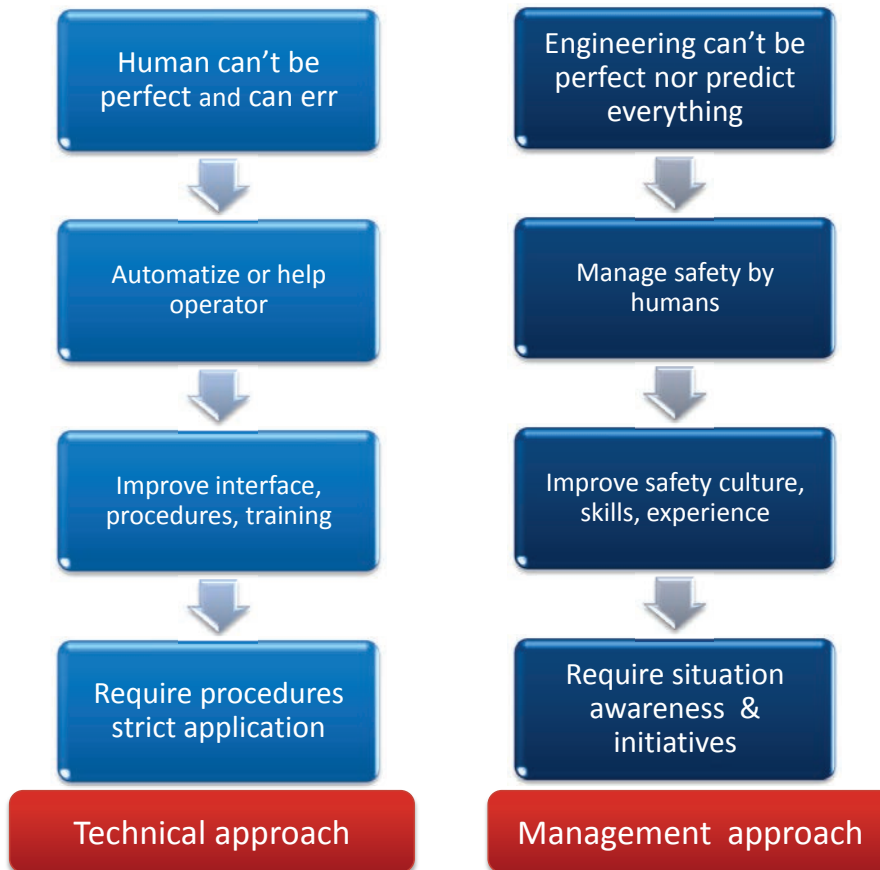 Human can't be
perfect and can err
Automatize or help
operator
Improve interface,
procedures, training
Require procedures
strict application
Technical approach
Engineering can't be
perfect nor predict
everything
Manage safety by
humans
Improve safety culture,
skills, experience
Require situation
awareness &
initiatives
Management approach